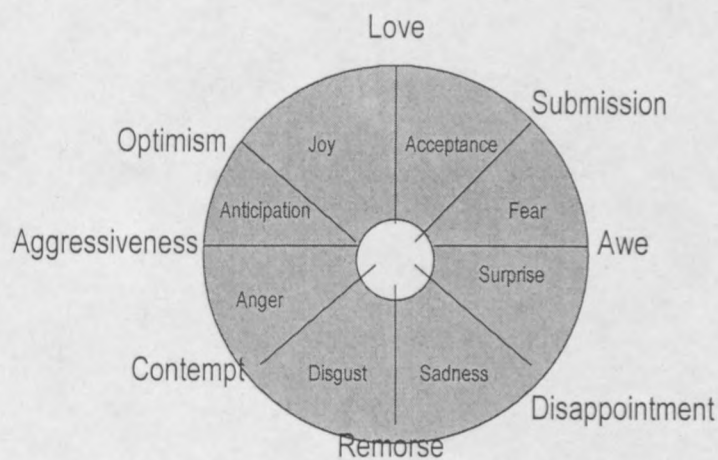 Love
Submission
Optimism
Joy
Acceptance
Anticipation
Fear
Aggressiveness
Awe
Surprise
Anger
Contempt
Disgust
Sadness
Disappointment
Remorse